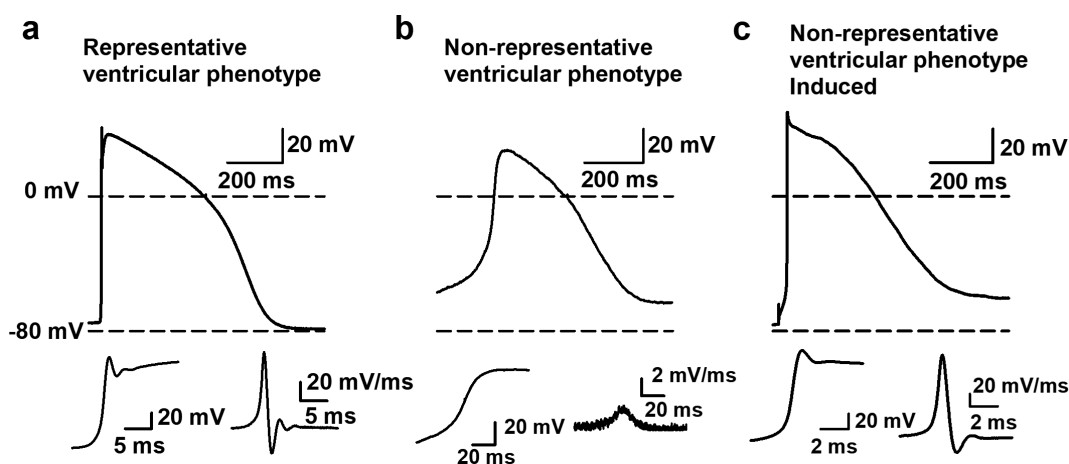 a
Representative
ventricular phenotype
20 mV
200 ms
0 mV
-80 mV
20 mV
5 ms
20 mV/ms
5 ms
b
Non-representative
ventricular phenotype
20 mV
200 ms
20 mV
20 ms
2 mV/ms
20 ms
c
Non-representative
ventricular phenotype
Induced
20 mV
200 ms
20 mV
2 ms
20 mV/ms
2 ms